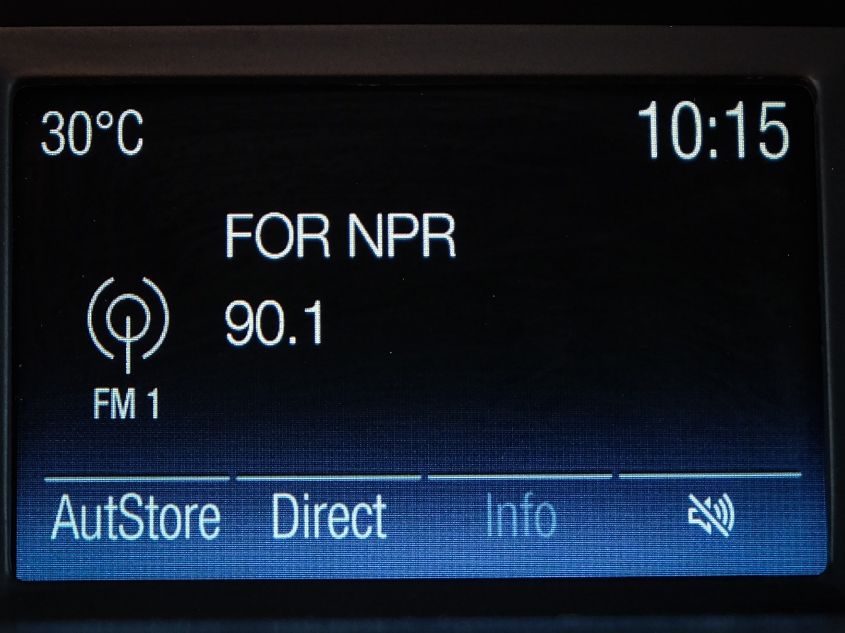 30°C 10:15
FOR NPR
90.1
FM 1
AutStore Direct Info